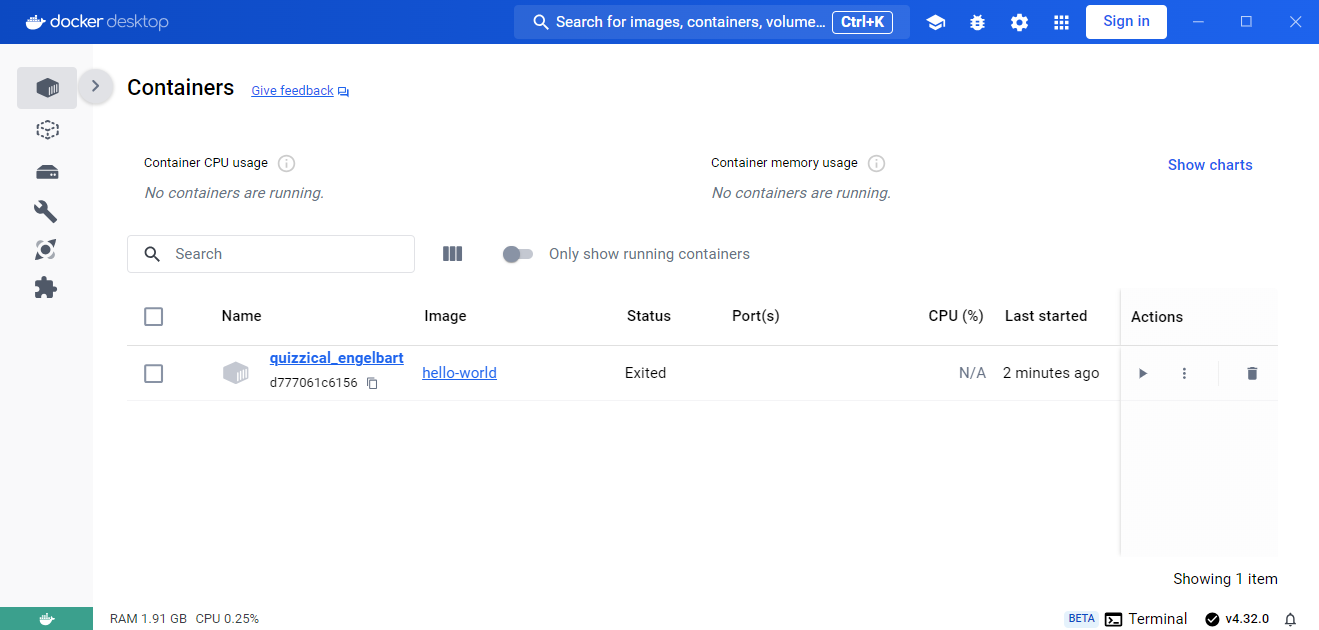 docker desktop
Search for images, containers, volume... Ctrl+K
Sign in
Containers
Give feedback
Container CPU usage
No containers are running.
Container memory usage
No containers are running.
Show charts
Search
Only show running containers
Name Image Status Port(s) CPU (%) Last started Actions
quizzical_engelbart
d777061c6156
hello-world
Exited
N/A
2 minutes ago
Showing 1 item
RAM 1.91 GB CPU 0.25%
BETA Terminal v4.32.0